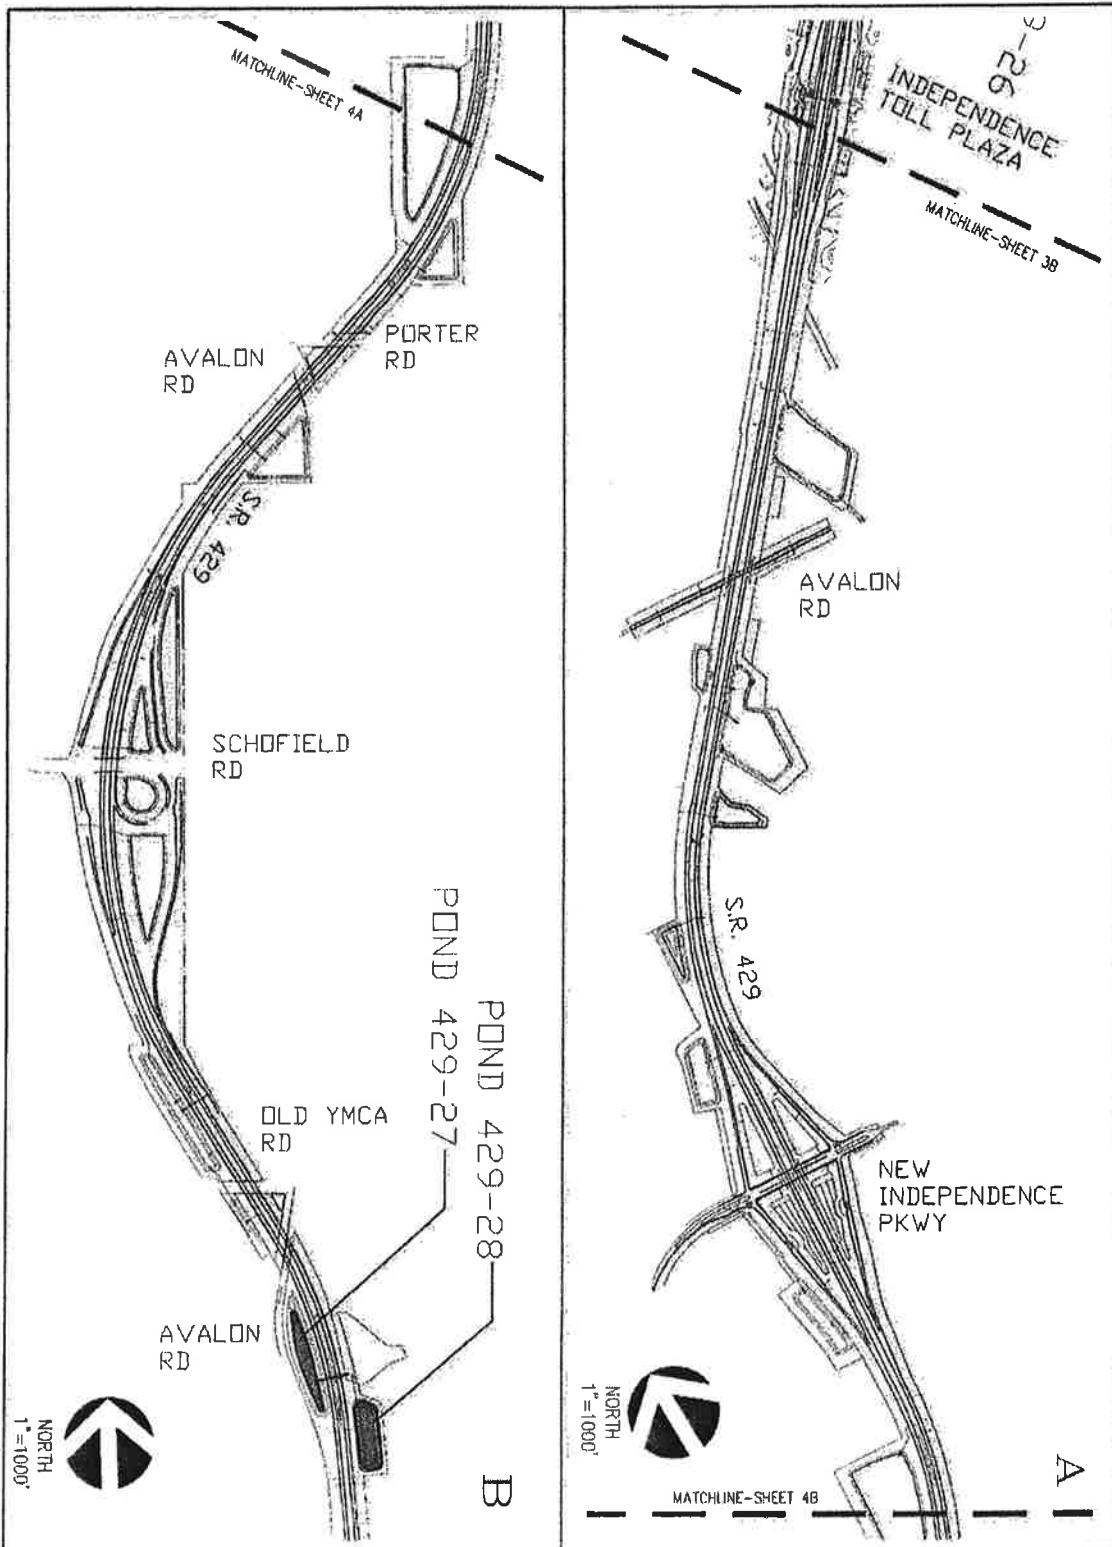 MATCHLINE-SHEET 4A
AVALON
RD
PORTER
RD
S.R. 429
SCHOFIELD
RD
POND 429-28
POND 429-27
OLD YMCA
RD
AVALON
RD
NORTH
1"=1000'
B
INDEPENDENCE
TOLL PLAZA
MATCHLINE-SHEET 3B
AVALON
RD
S.R. 429
NEW
INDEPENDENCE
PKWY
NORTH
1"=1000'
A
MATCHLINE-SHEET 4B